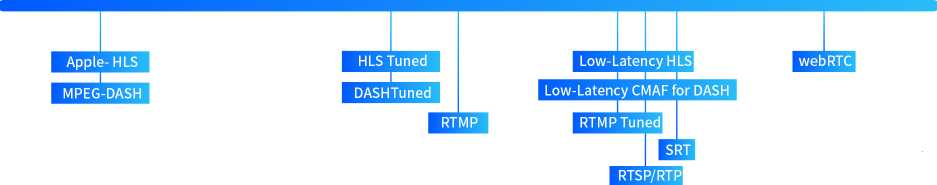 Apple- HLS
MPEG-DASH
HLS Tuned
DASHTuned
RTMP
Low-Latency HLS
Low-Latency CMAF for DASH
RTMP Tuned
SRT
RTSP/RTP
webRTC